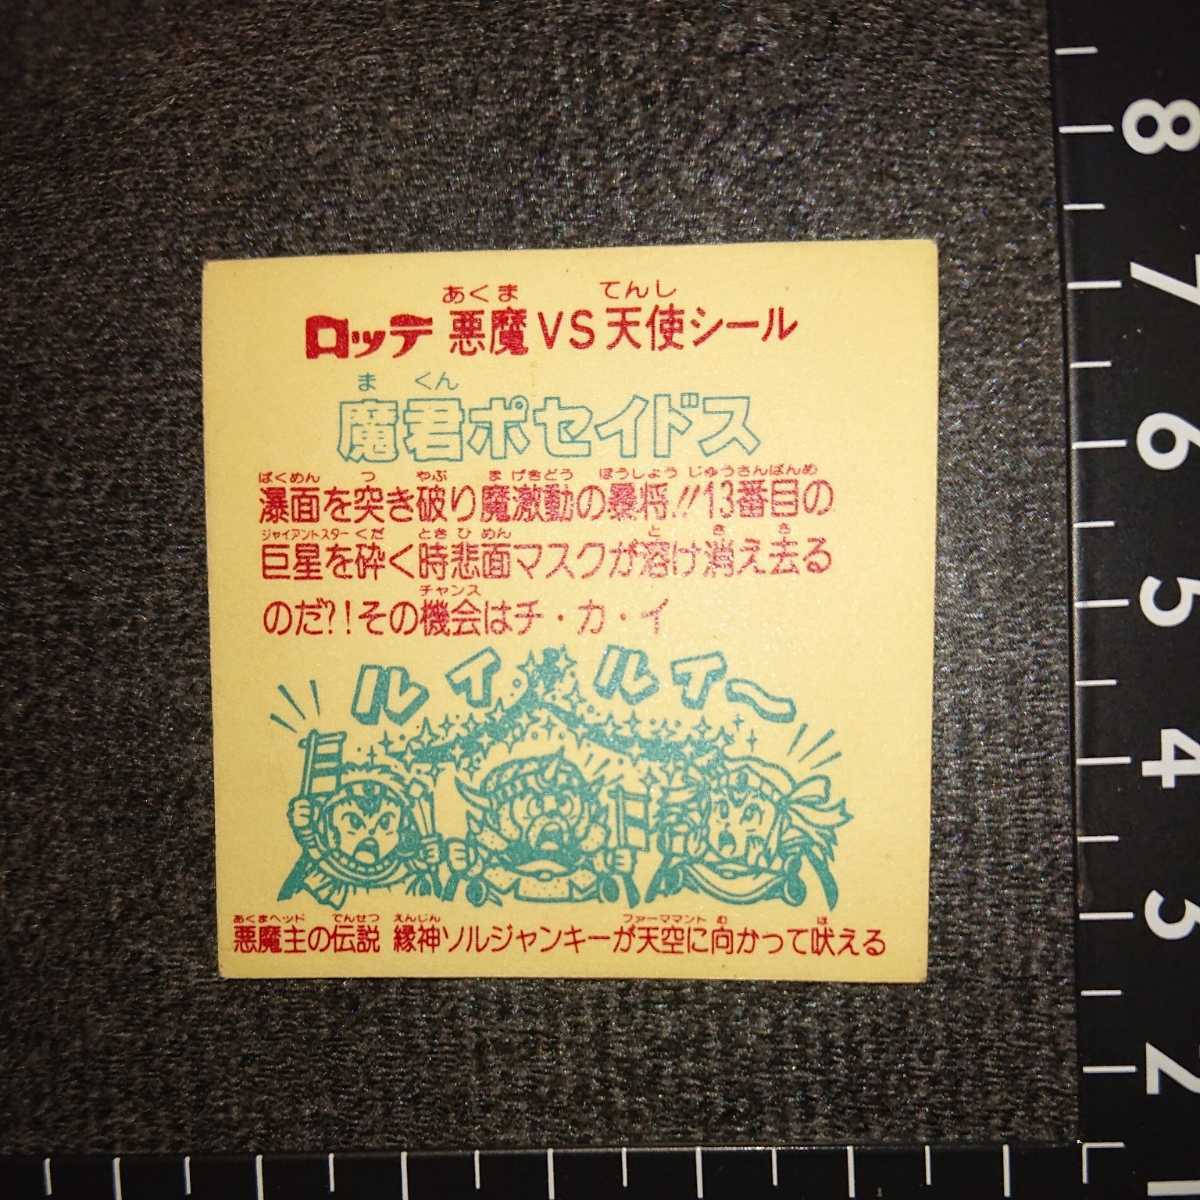 あくま てんし
ロッテ 悪魔VS天使シール
ま くん
魔君ポセイドス
ばくめん つ やぶ ま げきどう ぼうしょう じゅうさんばんめ
瀑面を突き破り魔激動の暴将!!13番目の
ジャイアントスター くだ とき ひ めん と き さ
巨星を砕く時悲面マスクが溶け消え去る
チャンス
のだ?!その機会はチ・カ・イ
ルイ・ルイ〜
あくまヘッド でんせつ えんじん ファーママント む ほ
悪魔主の伝説 縁神ソルジャンキーが天空に向かって吠える
8
7
6
5
4
3
2
1